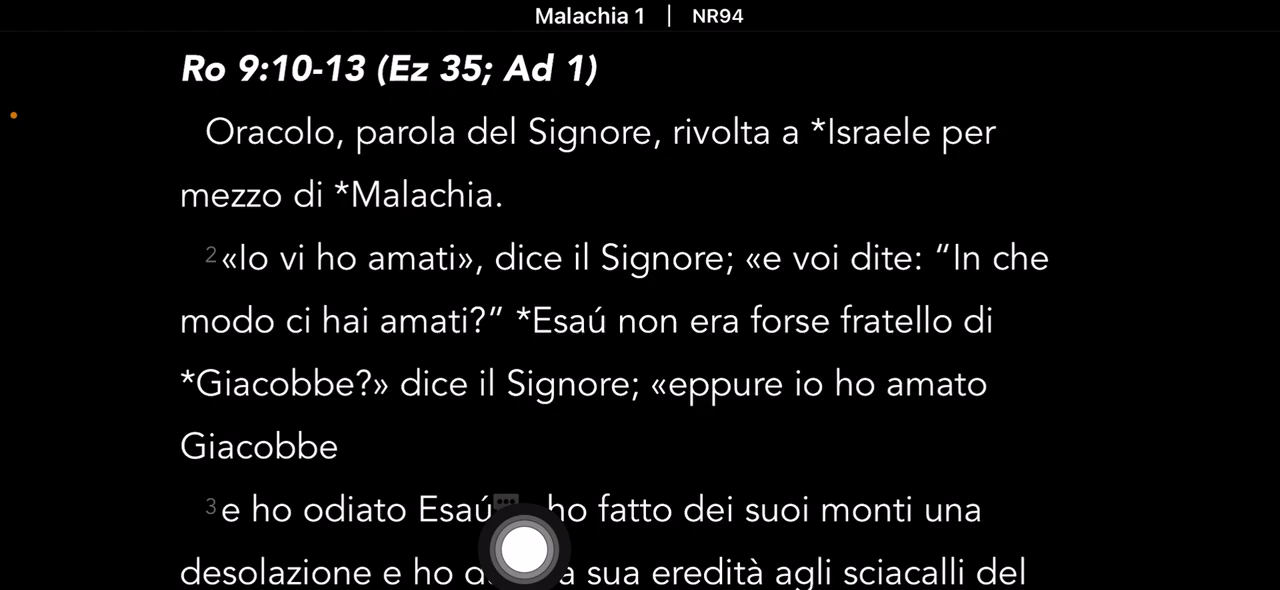 Malachia 1 | NR94
Ro 9:10-13 (Ez 35; Ad 1)
Oracolo, parola del Signore, rivolta a *Israele per
mezzo di *Malachia.
2 «Io vi ho amati», dice il Signore; «e voi dite: “In che
modo ci hai amati?” *Esaú non era forse fratello di
*Giacobbe?» dice il Signore; «eppure io ho amato
Giacobbe
3 e ho odiato Esaú ho fatto dei suoi monti una
desolazione e ho sua eredità agli sciacalli del